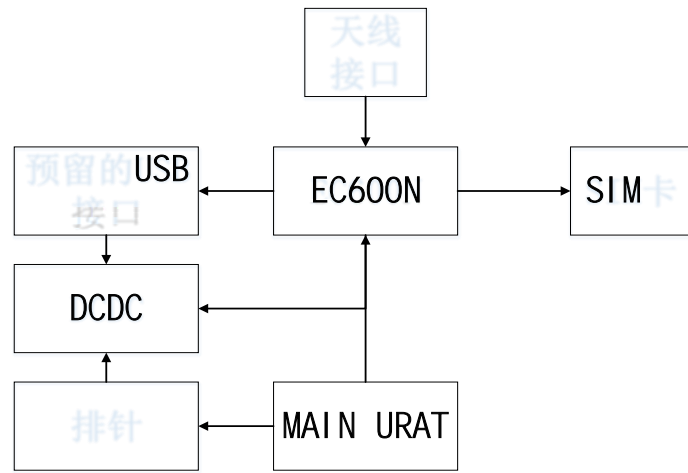 天线
接口
预留的USB
接口
EC600N
SIM卡
DCDC
排针
MAIN URAT